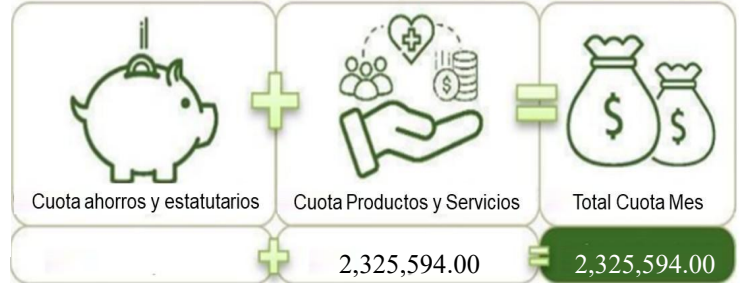 Cuota ahorros y estatutarios
Cuota Productos y Servicios
Total Cuota Mes
+
2,325,594.00
=
2,325,594.00